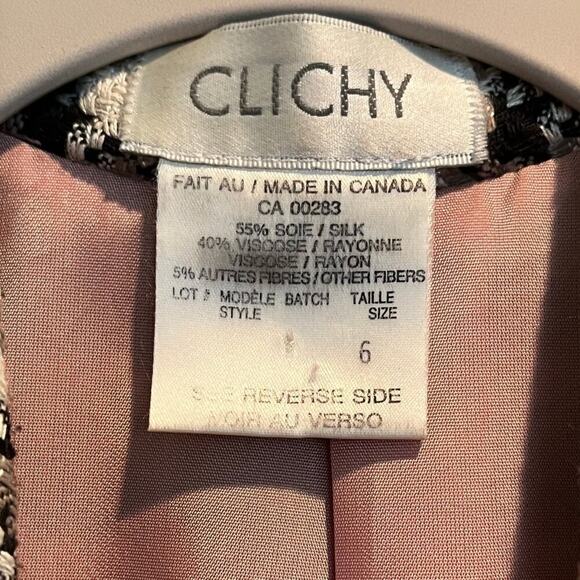 CLICHY
FAIT AU / MADE IN CANADA
CA 00283
55% SOIE / SILK
40% VISCOSE / RAYONNE
VISCOSE / RAYON
5% AUTRES FIBRES / OTHER FIBERS
LOT # MODÈLE BATCH TAILLE
STYLE SIZE
6
SEE REVERSE SIDE
VOIR AU VERSO